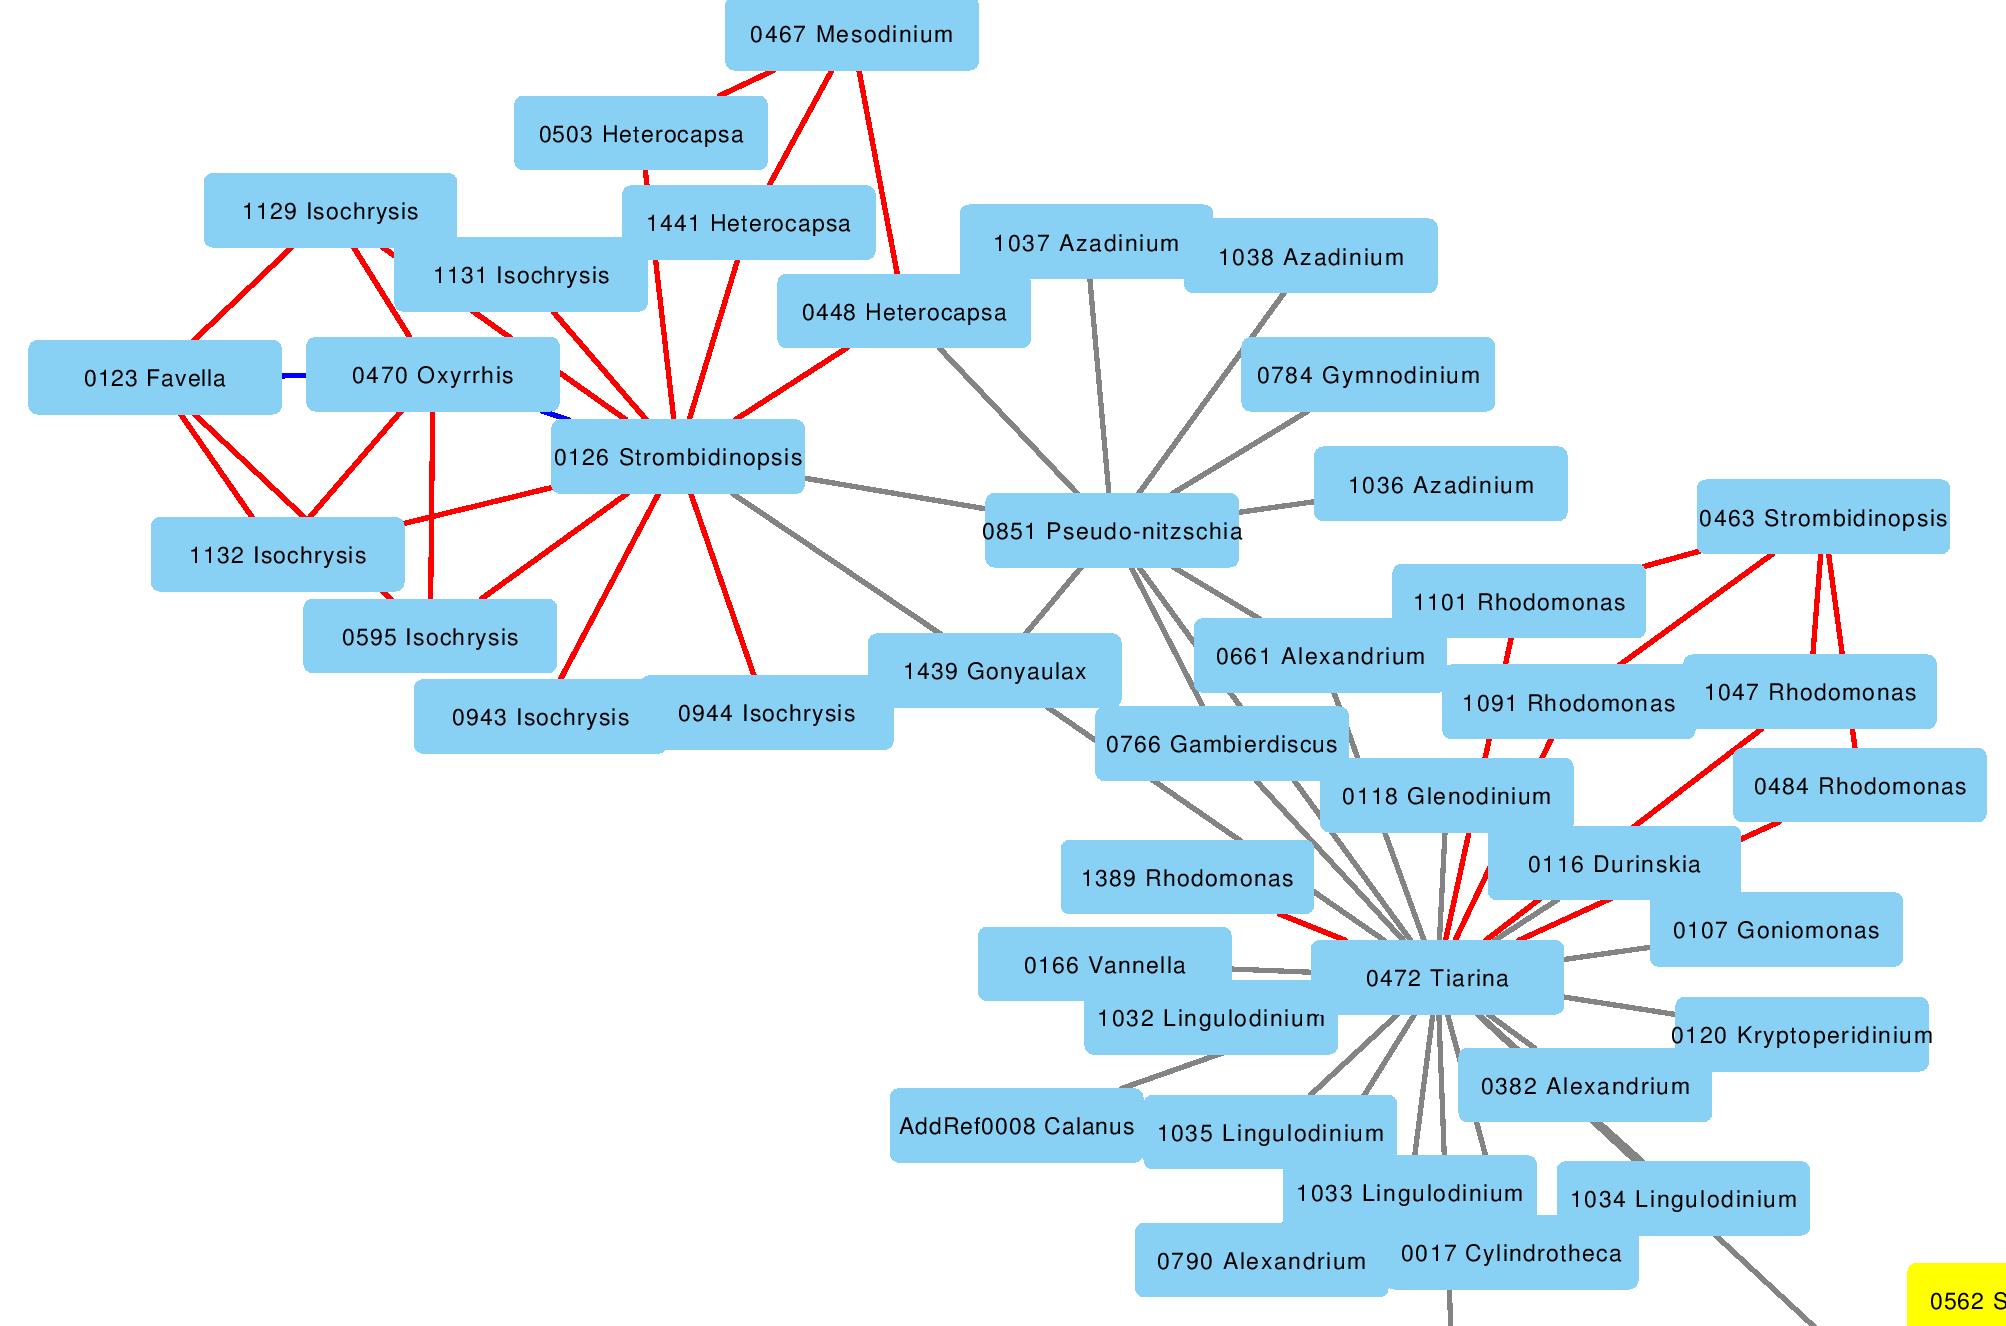 0467 Mesodinium
0503 Heterocapsa
1129 Isochrysis
1441 Heterocapsa
1131 Isochrysis
1037 Azadinium
1038 Azadinium
0448 Heterocapsa
0123 Favella
0470 Oxyrrhis
0784 Gymnodinium
0126 Strombidinopsis
1036 Azadinium
0851 Pseudo-nitzschia
0463 Strombidinopsis
1132 Isochrysis
1101 Rhodomonas
0595 Isochrysis
0661 Alexandrium
1439 Gonyaulax
1091 Rhodomonas
1047 Rhodomonas
0943 Isochrysis
0944 Isochrysis
0766 Gambierdiscus
0118 Glenodinium
0484 Rhodomonas
1389 Rhodomonas
0116 Durinskia
0107 Goniomonas
0166 Vannella
0472 Tiarina
1032 Lingulodinium
0120 Kryptoperidinium
0382 Alexandrium
AddRef0008 Calanus
1035 Lingulodinium
1033 Lingulodinium
1034 Lingulodinium
0790 Alexandrium
0017 Cylindrotheca
0562 S